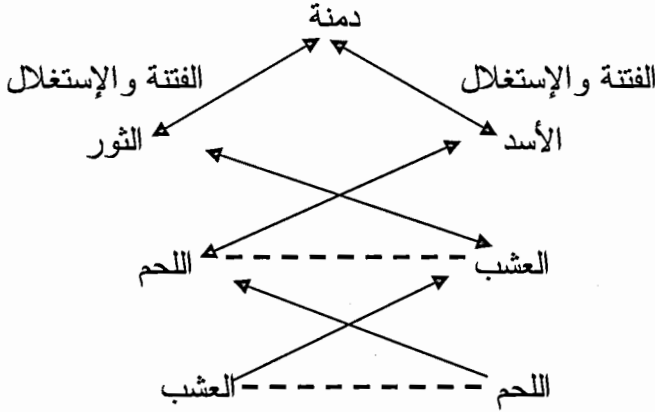 دمنة
الفتنة والإستغلال
الفتنة والإستغلال
الأسد
الثور
العشب
اللحم
اللحم
العشب